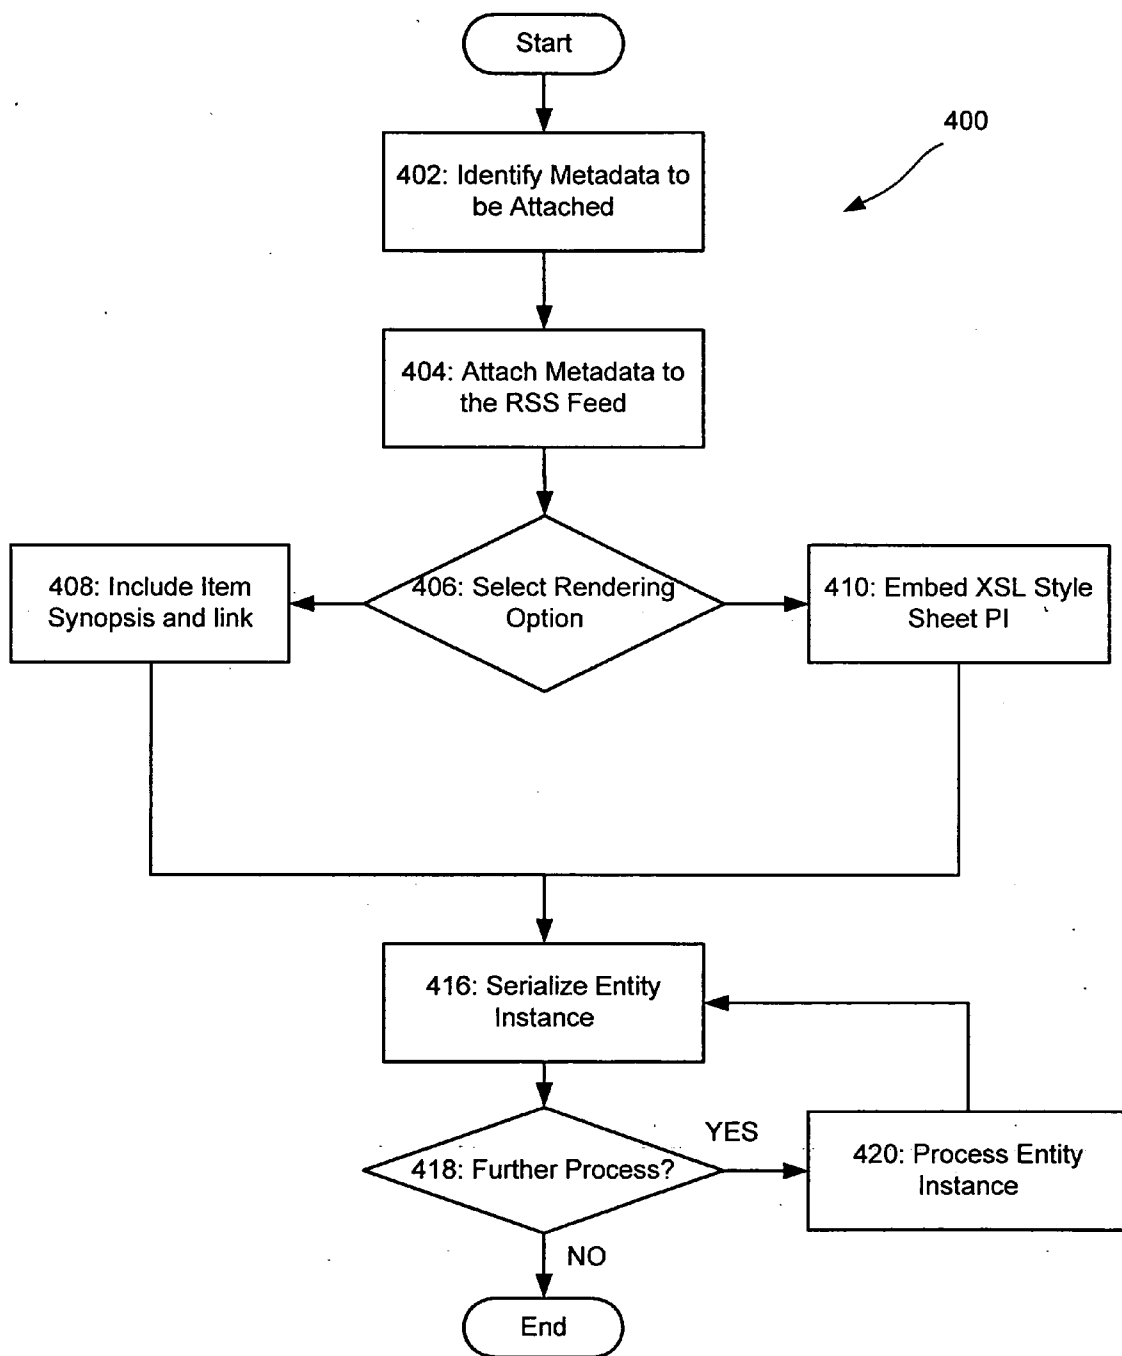 Start
400
402: Identify Metadata to
be Attached
404: Attach Metadata to
the RSS Feed
408: Include Item
Synopsis and link
406: Select Rendering
Option
410: Embed XSL Style
Sheet PI
416: Serialize Entity
Instance
YES
418: Further Process?
420: Process Entity
Instance
NO
End